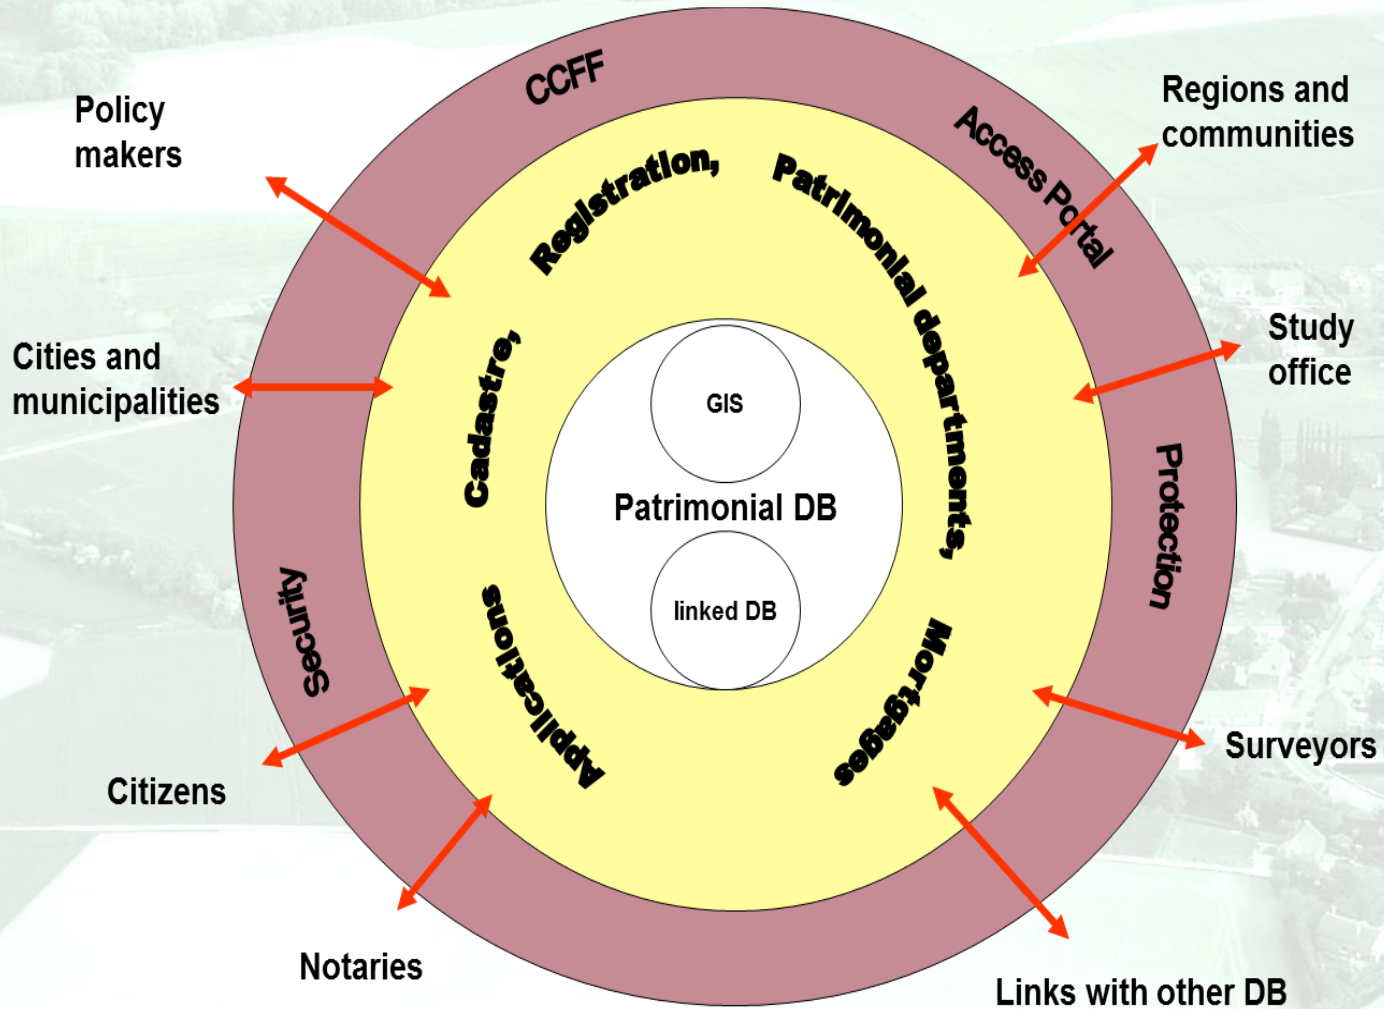 CCFF
Access Portal
Protection
Security
Policy
makers
Regions and
communities
Cities and
municipalities
Study
office
Citizens
Surveyors
Notaries
Links with other DB
Applications
Cadastre,
Registration,
Patrimonial departments,
Mortgages
GIS
Patrimonial DB
linked DB